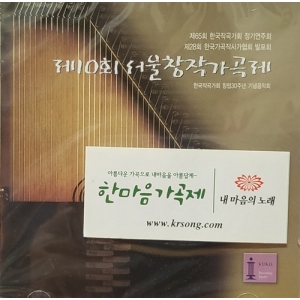 제65회 한국작곡가회 정기연주회
제28회 한국가곡작사가협회 발표회
제10회 서울창작가곡제
한국작곡가회 창립30주년 기념음악회
아름다운 가곡으로 내마음을 아름답게~
한마음가곡제
내 마음의 노래
www.krsong.com